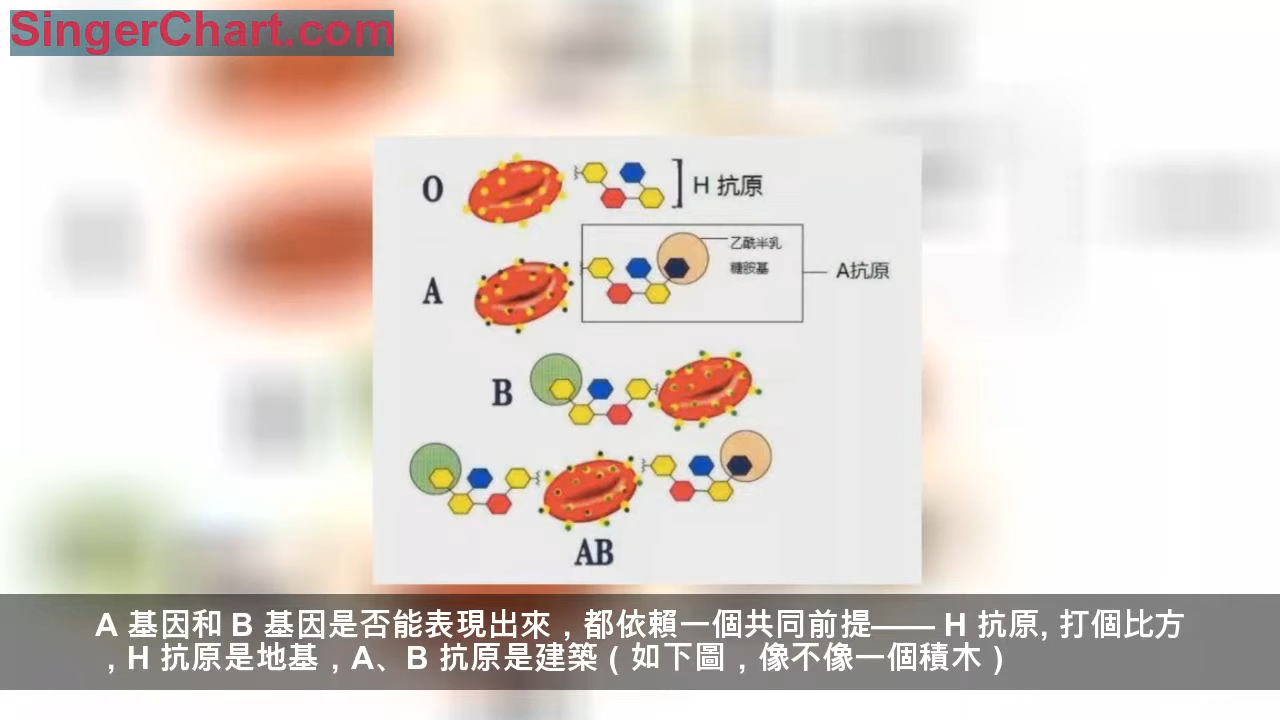 SingerChart.com
O
H 抗原
乙酰半乳
糖胺基
A抗原
A
B
AB
A 基因和 B 基因是否能表現出來，都依賴一個共同前提—— H 抗原, 打個比方
，H 抗原是地基，A、B 抗原是建築（如下圖，像不像一個積木）